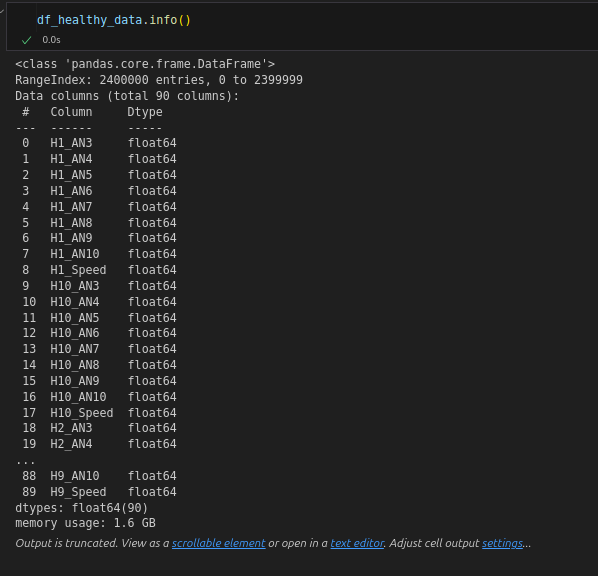 df_healthy_data.info()
0.0s
<class 'pandas.core.frame.DataFrame'>
RangeIndex: 2400000 entries, 0 to 2399999
Data columns (total 90 columns):
 #   Column     Dtype
---  ------     -----
 0   H1_AN3     float64
 1   H1_AN4     float64
 2   H1_AN5     float64
 3   H1_AN6     float64
 4   H1_AN7     float64
 5   H1_AN8     float64
 6   H1_AN9     float64
 7   H1_AN10    float64
 8   H1_Speed   float64
 9   H10_AN3    float64
 10  H10_AN4    float64
 11  H10_AN5    float64
 12  H10_AN6    float64
 13  H10_AN7    float64
 14  H10_AN8    float64
 15  H10_AN9    float64
 16  H10_AN10   float64
 17  H10_Speed  float64
 18  H2_AN3     float64
 19  H2_AN4     float64
...
 88  H9_AN10    float64
 89  H9_Speed   float64
dtypes: float64(90)
memory usage: 1.6 GB
Output is truncated. View as a scrollable element or open in a text editor. Adjust cell output settings...